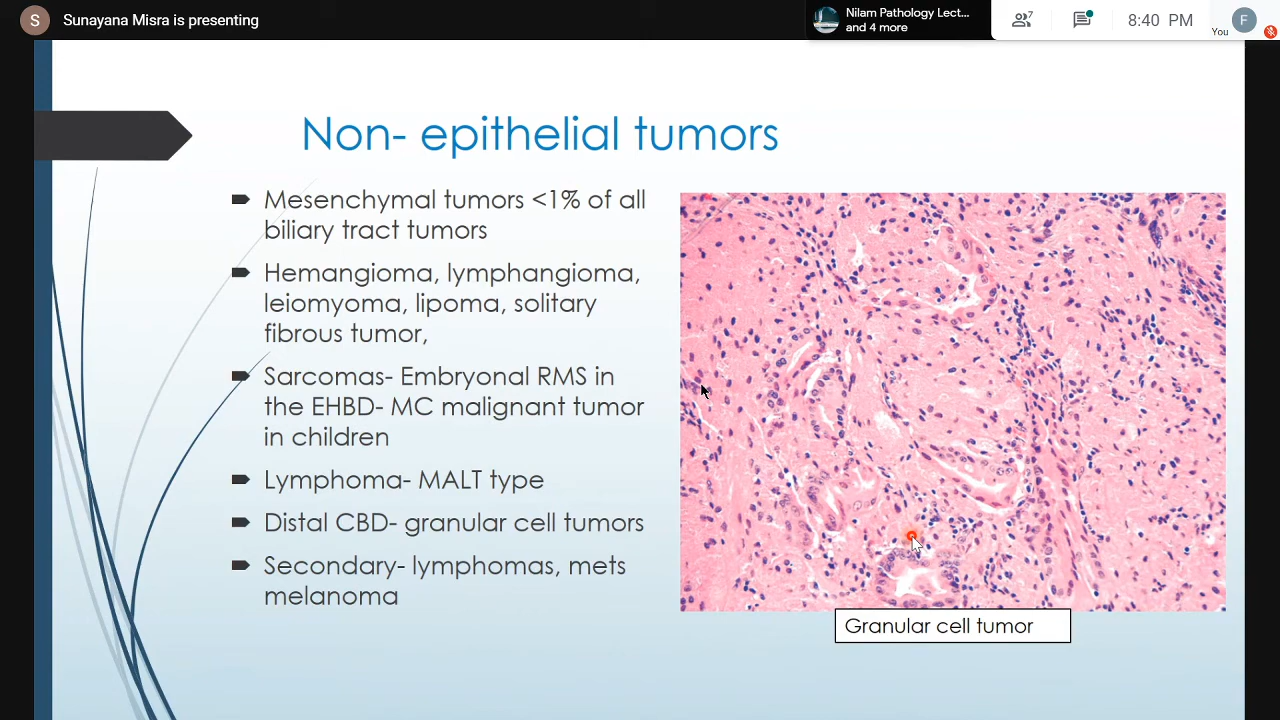 S Sunayana Misra is presenting
Nilam Pathology Lect...
and 4 more
7
8:40 PM
You
F
Non- epithelial tumors
Mesenchymal tumors <1% of all
biliary tract tumors
Hemangioma, lymphangioma,
leiomyoma, lipoma, solitary
fibrous tumor,
Sarcomas- Embryonal RMS in
the EHBD- MC malignant tumor
in children
Lymphoma- MALT type
Distal CBD- granular cell tumors
Secondary- lymphomas, mets
melanoma
Granular cell tumor